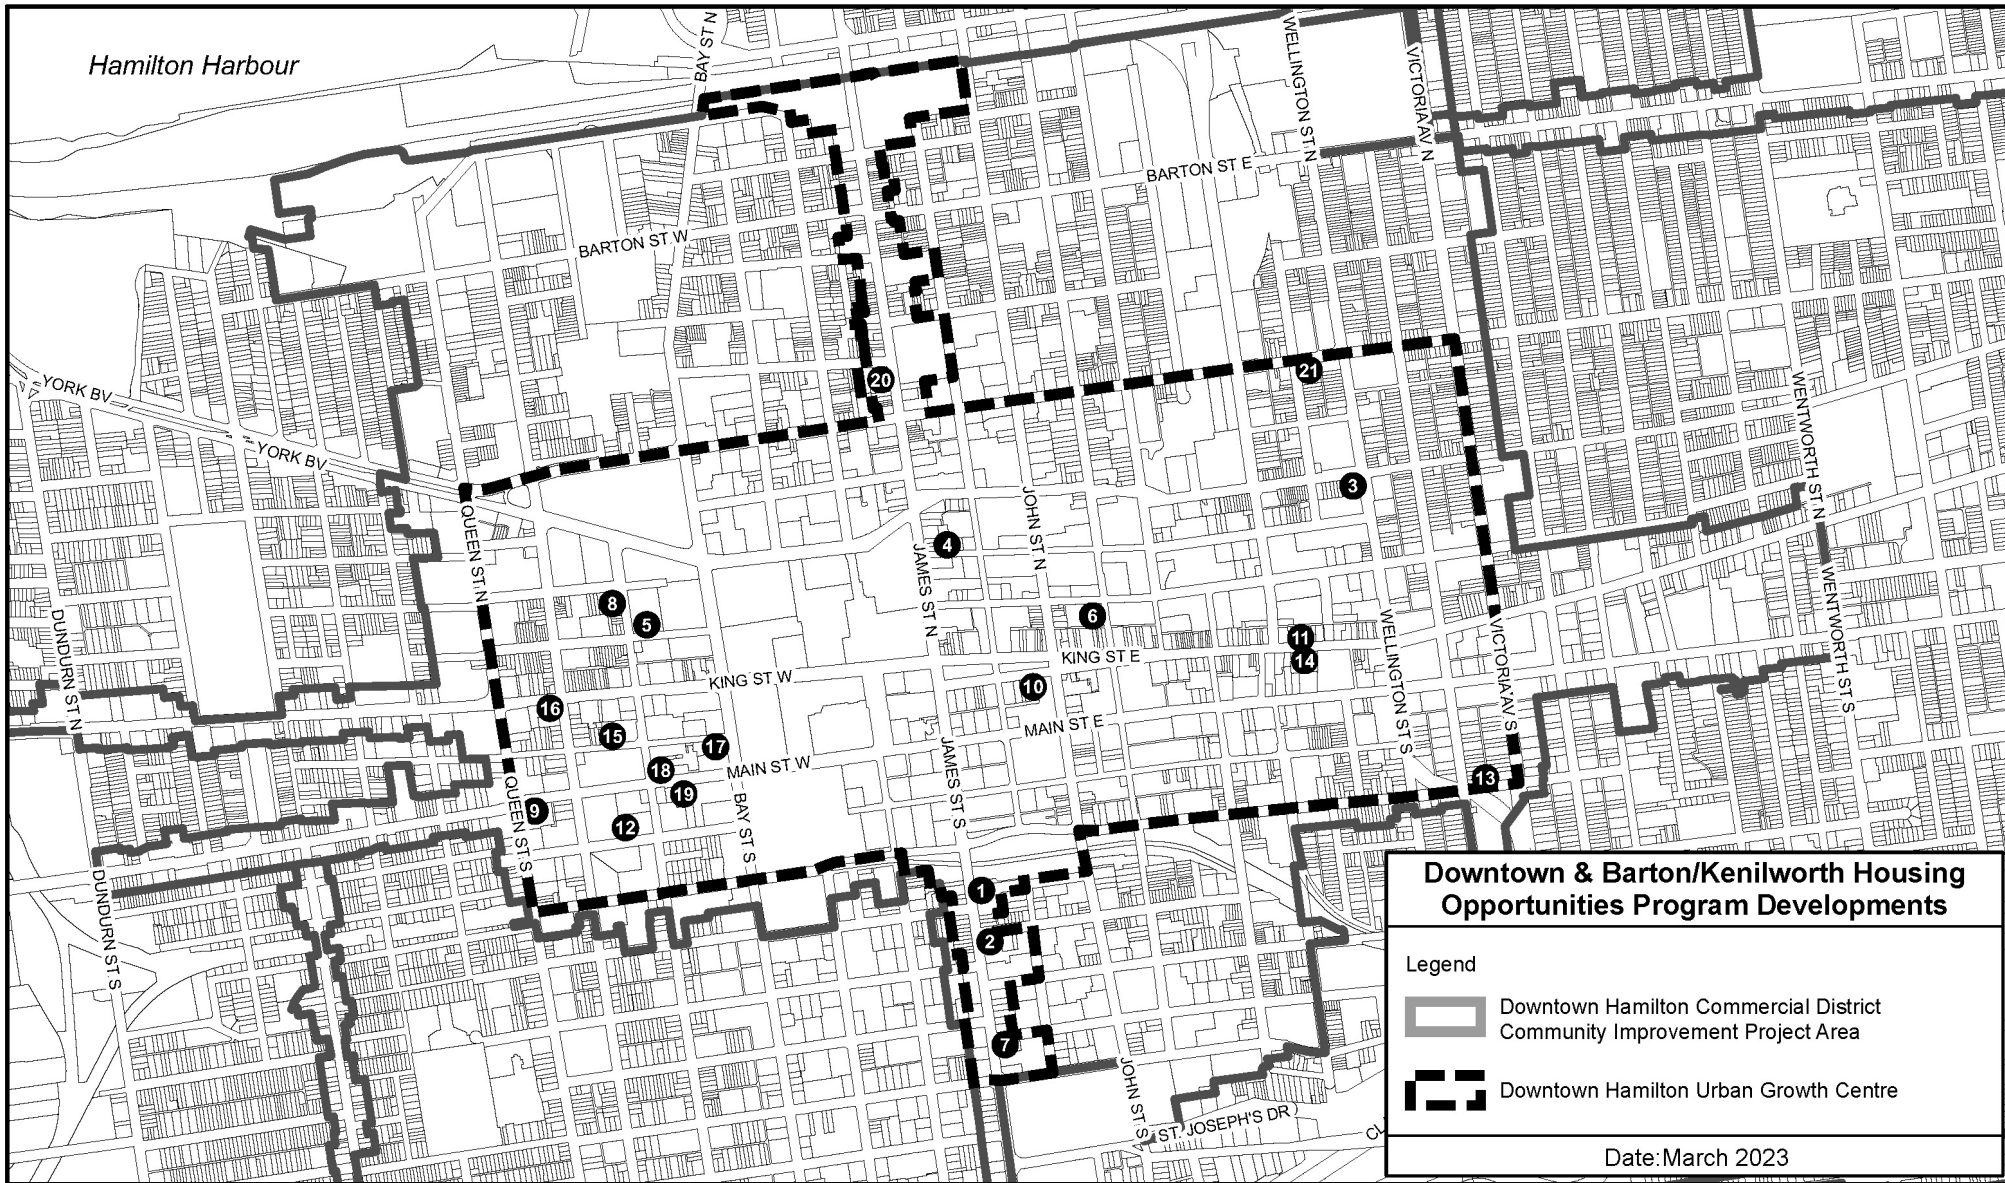 Hamilton Harbour
BAY ST N
WELLINGTON ST N
VICTORIA AV N
BARTON ST E
BARTON ST W
YORK BV
YORK BV
20
21
WENTWORTH ST N
3
QUEEN ST N
JOHN ST N
4
JAMES ST N
8
5
6
DUNDURN ST N
WELLINGTON ST S
VICTORIA AV S
WENTWORTH ST S
11
14
KING ST E
KING ST W
10
16
15
17
MAIN ST E
18
MAIN ST W
19
JAMES ST S
13
QUEEN ST S
9
12
BAY ST S
DUNDURN ST S
1
2
7
JOHN ST S
ST. JOSEPH'S DR
Downtown & Barton/Kenilworth Housing
Opportunities Program Developments
Legend
Downtown Hamilton Commercial District
Community Improvement Project Area
Downtown Hamilton Urban Growth Centre
Date:March 2023